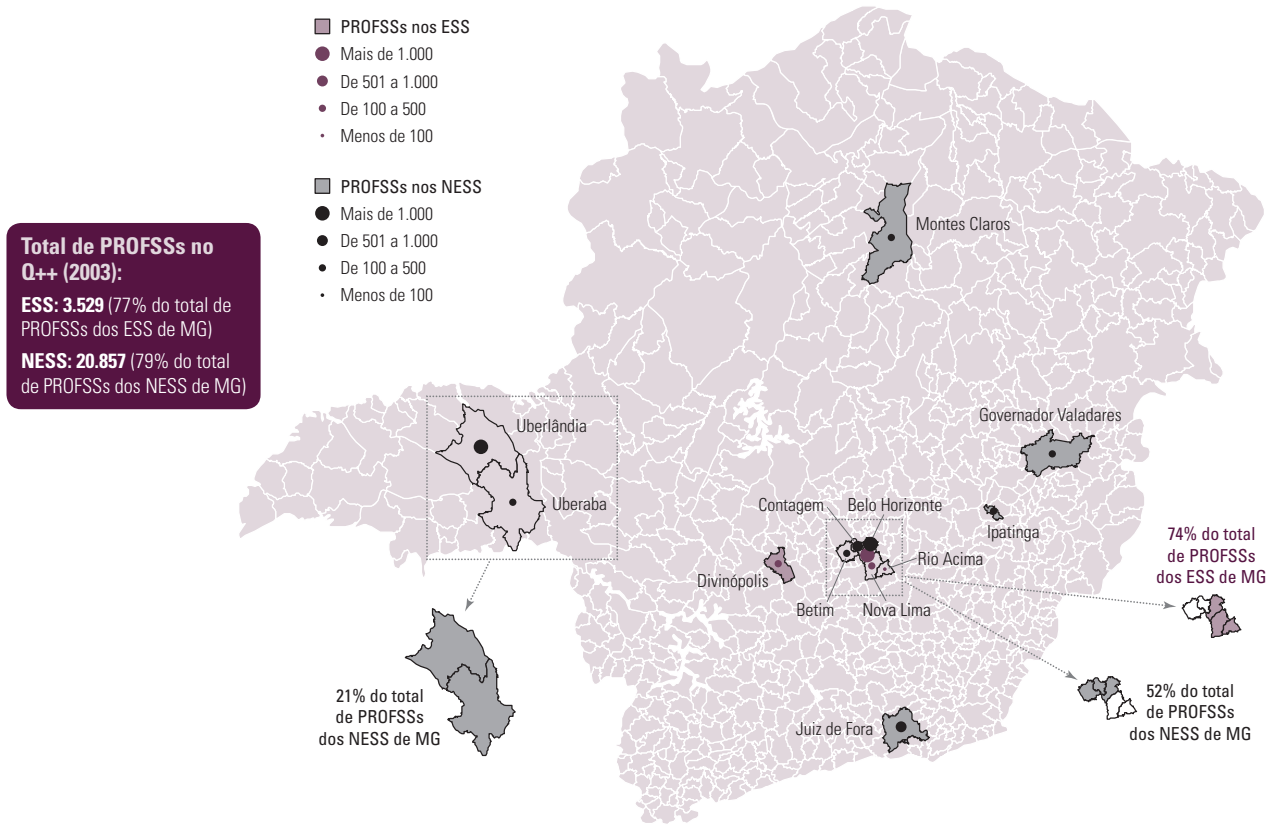 PROFSSs nos ESS
Mais de 1.000
De 501 a 1.000
De 100 a 500
Menos de 100
PROFSSs nos NESS
Mais de 1.000
De 501 a 1.000
De 100 a 500
Menos de 100
Total de PROFSSs no
Q++ (2003):
ESS: 3.529 (77% do total de
PROFSSs dos ESS de MG)
NESS: 20.857 (79% do total
de PROFSSs dos NESS de MG)
Montes Claros
Uberlândia
Uberaba
Governador Valadares
Ipatinga
Contagem
Belo Horizonte
Rio Acima
Divinópolis
Betim
Nova Lima
Juiz de Fora
74% do total
de PROFSSs
dos ESS de MG
21% do total
de PROFSSs
dos NESS de MG
52% do total
de PROFSSs
dos NESS de MG